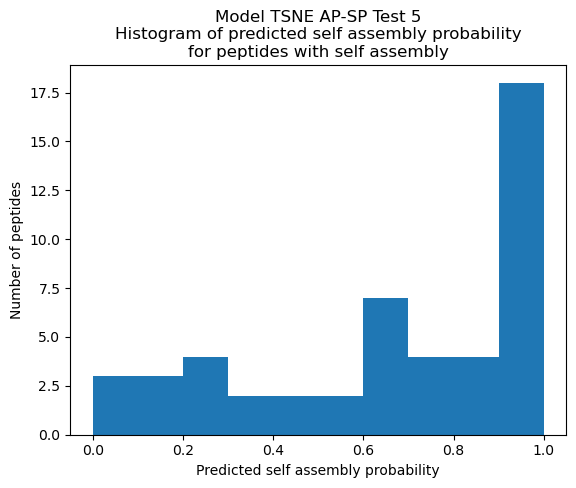 Model TSNE AP-SP Test 5
Histogram of predicted self assembly probability
for peptides with self assembly
17.5
15.0
12.5
10.0
7.5
5.0
2.5
0.0
Number of peptides
0.0 0.2 0.4 0.6 0.8 1.0
Predicted self assembly probability